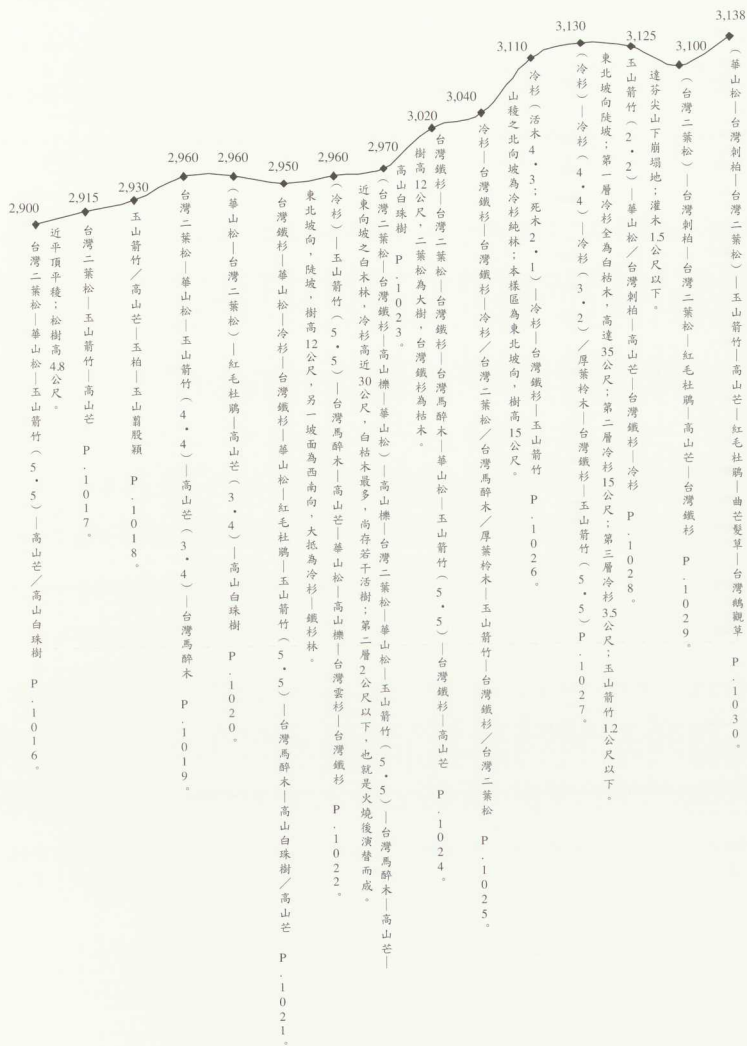 2,900
台灣二葉松—華山松—玉山箭竹（5・5）—高山芒／高山白珠樹 P.1016。
近平頂平稜；松樹高4.8公尺。
2,915
台灣二葉松—玉山箭竹—高山芒 P.1017。
2,930
玉山箭竹／高山芒—玉柏—玉山翦股穎 P.1018。
2,960
台灣二葉松—華山松—玉山箭竹（4・4）—高山芒（3・4）—台灣馬醉木 P.1019。
2,960
（華山松—台灣二葉松）—紅毛杜鵑—高山芒（3・4）—高山白珠樹 P.1020。
2,950
台灣鐵杉—華山松—冷杉—台灣鐵杉—華山松—紅毛杜鵑—玉山箭竹（5・5）—台灣馬醉木—高山白珠樹／高山芒 P.1021。
東北坡向，陡坡，樹高12公尺，另一坡面為西南向，大抵為冷杉—鐵杉林。
2,960
（冷杉）—玉山箭竹（5・5）—台灣馬醉木—高山芒—華山松—高山櫟—台灣雲杉—台灣鐵杉 P.1022。
近東向坡之白木林，冷杉高近30公尺，白枯木最多，尚存若干活樹；第二層2公尺以下，也就是火燒後演替而成。
2,970
（台灣二葉松—台灣鐵杉—高山櫟—華山松）—高山櫟—台灣二葉松—華山松—玉山箭竹（5・5）—台灣馬醉木—高山芒—
高山白珠樹 P.1023。
樹高12公尺，二葉松為大樹，台灣鐵杉為枯木。
3,020
台灣鐵杉—台灣二葉松—台灣鐵杉—台灣馬醉木—華山松—玉山箭竹（5・5）—台灣鐵杉—高山芒 P.1024。
3,040
冷杉—台灣鐵杉—台灣鐵杉—冷杉／台灣二葉松／台灣馬醉木／厚葉柃木—玉山箭竹—台灣鐵杉／台灣二葉松 P.1025。
山稜之北向坡為冷杉純林；本樣區為東北坡向，樹高15公尺。
3,110
冷杉（活木4・3；死木2・1）—冷杉—台灣鐵杉—玉山箭竹 P.1026。
3,130
（冷杉）—冷杉（4・4）—冷杉（3・2）／厚葉柃木—台灣鐵杉—玉山箭竹（5・5）P.1027。
東北坡向陡坡；第一層冷杉全為白枯木，高達35公尺；第二層冷杉15公尺；第三層冷杉3.5公尺；玉山箭竹1.2公尺以下。
3,125
玉山箭竹（2・2）—華山松／台灣刺柏—高山芒—台灣鐵杉—冷杉 P.1028。
達芬尖山下崩塌地；灌木1.5公尺以下。
3,100
（台灣二葉松）—台灣刺柏—台灣二葉松—紅毛杜鵑—高山芒—台灣鐵杉 P.1029。
3,138
（華山松—台灣刺柏—台灣二葉松）—玉山箭竹—高山芒—紅毛杜鵑—曲芒髮草—台灣鵝觀草 P.1030。